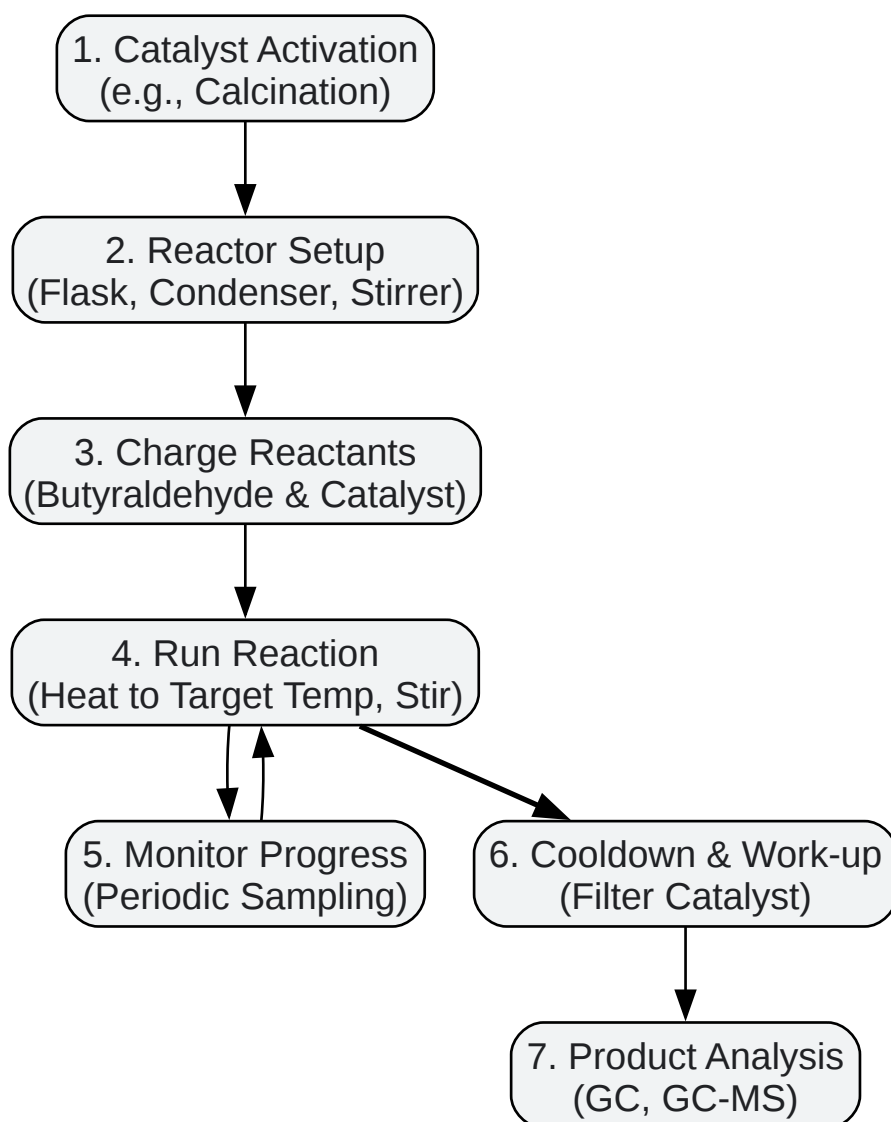 1. Catalyst Activation
(e.g., Calcination)
2. Reactor Setup
(Flask, Condenser, Stirrer)
3. Charge Reactants
(Butyraldehyde & Catalyst)
4. Run Reaction
(Heat to Target Temp, Stir)
5. Monitor Progress
(Periodic Sampling)
6. Cooldown & Work-up
(Filter Catalyst)
7. Product Analysis
(GC, GC-MS)